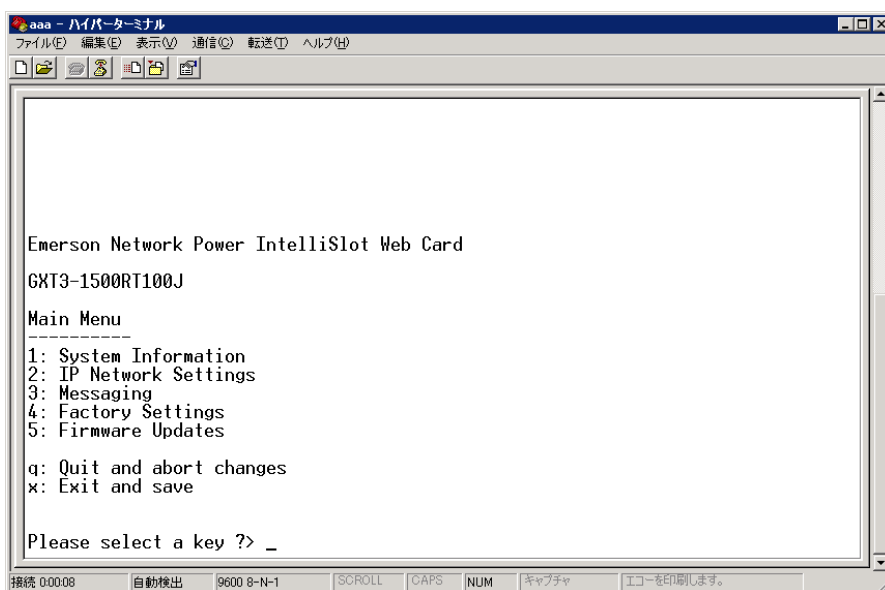 aaa - ハイパーターミナル
ファイル(F) 編集(E) 表示(V) 通信(C) 転送(T) ヘルプ(H)
Emerson Network Power IntelliSlot Web Card
GXT3-1500RT100J
Main Menu
----------
1: System Information
2: IP Network Settings
3: Messaging
4: Factory Settings
5: Firmware Updates
q: Quit and abort changes
x: Exit and save
Please select a key ?> _
接続 0:00:08 自動検出 9600 8-N-1 SCROLL CAPS NUM キャプチャ エコーを印刷します。